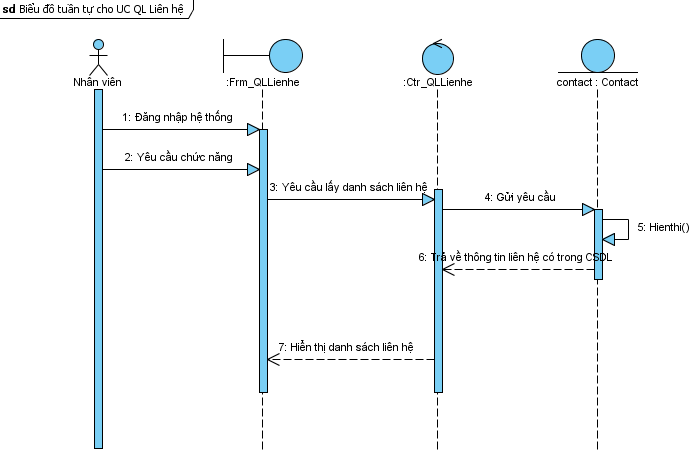 sd Biểu đồ tuần tự cho UC QL Liên hệ
Nhân viên
:Frm_QLLienhe
:Ctr_QLLienhe
contact : Contact
1: Đăng nhập hệ thống
2: Yêu cầu chức năng
3: Yêu cầu lấy danh sách liên hệ
4: Gửi yêu cầu
5: Hienthi()
6: Trả về thông tin liên hệ có trong CSDL
7: Hiển thị danh sách liên hệ